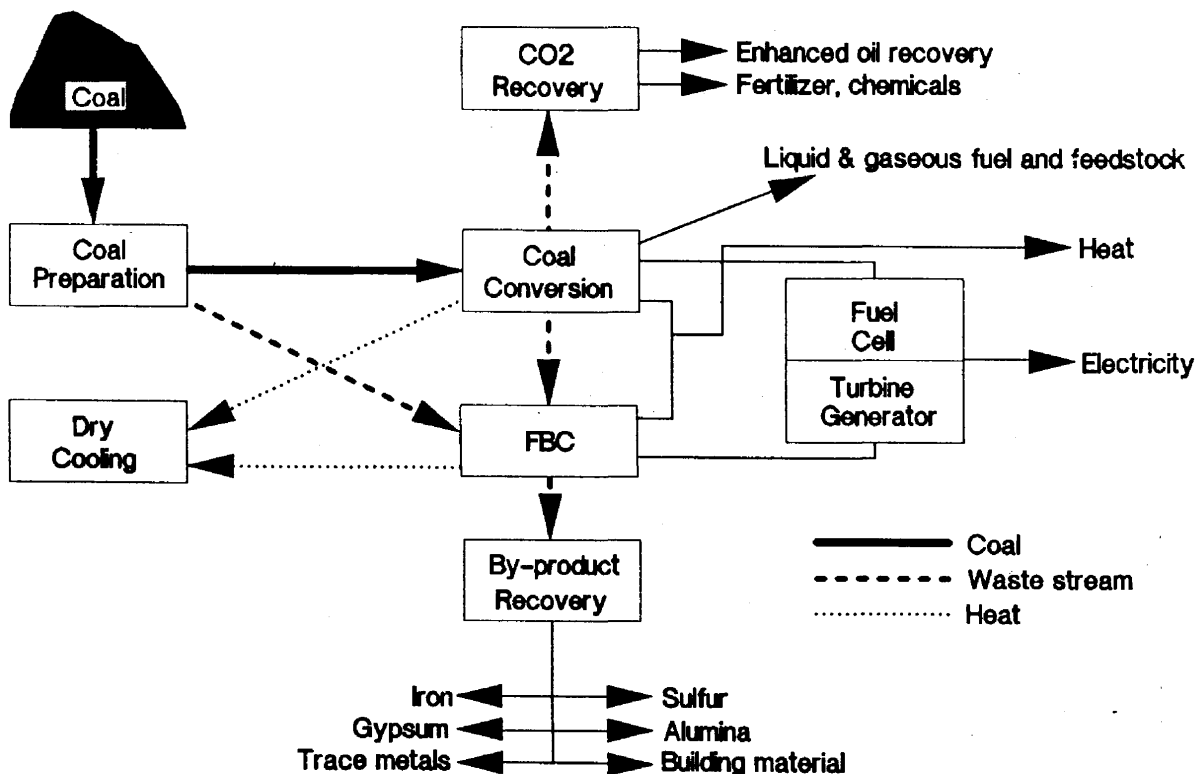 Coal
CO2
Recovery
Enhanced oil recovery
Fertilizer, chemicals
Liquid & gaseous fuel and feedstock
Coal
Preparation
Coal
Conversion
Heat
Fuel
Cell
Electricity
Turbine
Generator
Dry
Cooling
FBC
By-product
Recovery
Coal
Waste stream
Heat
Iron
Sulfur
Gypsum
Alumina
Trace metals
Building material